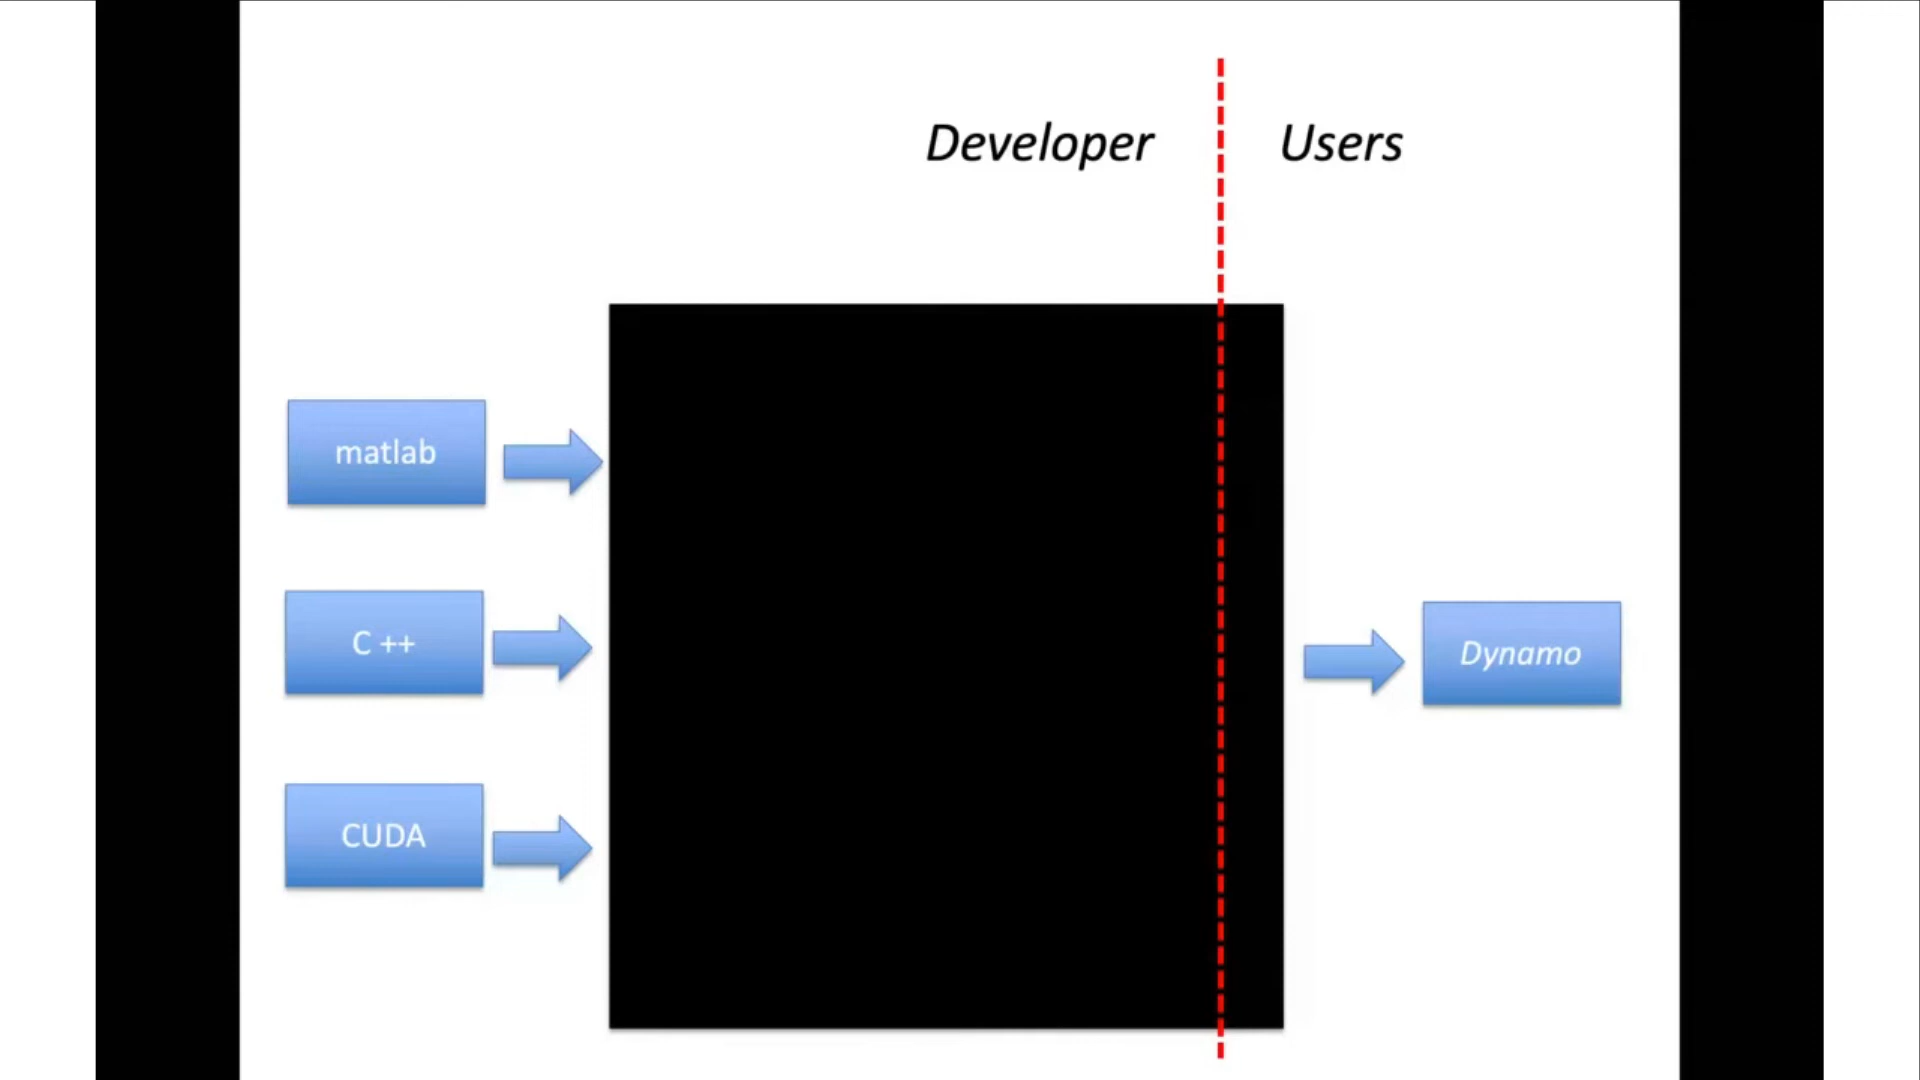 Developer
Users
matlab
C ++
CUDA
Dynamo